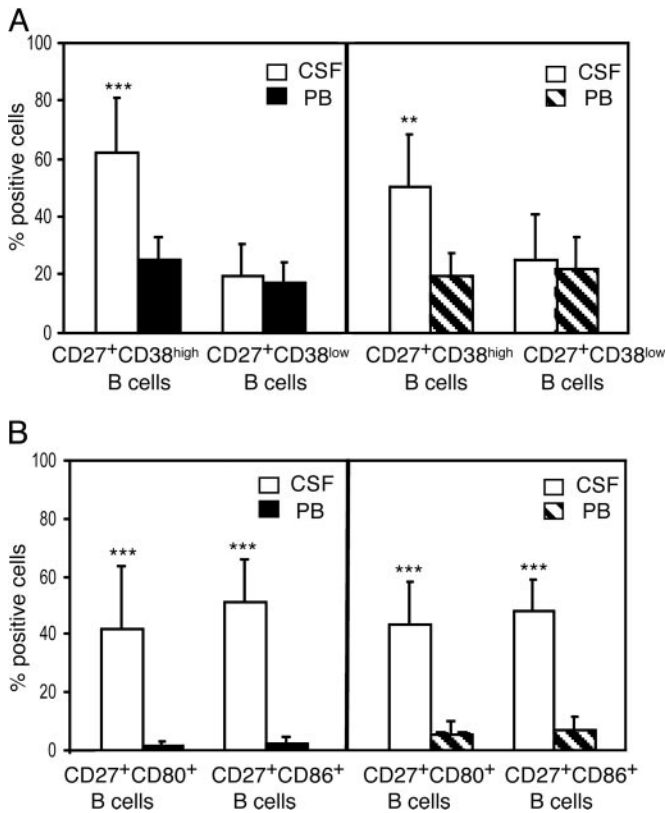 A
100
80
60
40
20
0
% positive cells
***
**
CSF
PB
CSF
PB
CD27⁺CD38ʰⁱᵍʰ CD27⁺CD38ˡᵒʷ CD27⁺CD38ʰⁱᵍʰ CD27⁺CD38ˡᵒʷ
B cells B cells B cells B cells
B
100
80
60
40
20
0
% positive cells
***
***
***
***
CSF
PB
CSF
PB
CD27⁺CD80⁺ CD27⁺CD86⁺ CD27⁺CD80⁺ CD27⁺CD86⁺
B cells B cells B cells B cells